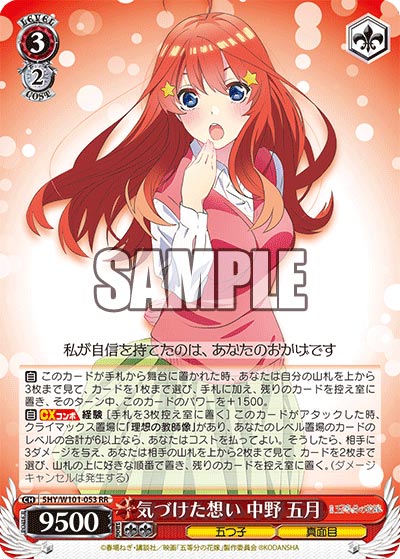 LEVEL
3
2
COST
SAMPLE
私が自信を持てたのは、あなたのおかげです
自 このカードが手札から舞台に置かれた時、あなたは自分の山札を上から
3枚まで見て、カードを1枚まで選び、手札に加え、残りのカードを控え室に
置き、そのターン中、このカードのパワーを+1500。
自 CXコンボ 経験 [手札を3枚控え室に置く] このカードがアタックした時、
クライマックス置場に「理想の教師像」があり、あなたのレベル置場のカードの
レベルの合計が6以上なら、あなたはコストを払ってよい。そうしたら、相手に
3ダメージを与え、あなたは相手の山札を上から2枚見て、カードを2枚まで
選び、山札の上に好きな順番で置き、残りのカードを控え室に置く。(ダメージ
キャンセルは発生する)
CH 5HY/W101-053 RR
9500
気づけた想い 中野 五月
五つ子
真面目
©春場ねぎ・講談社/映画「五等分の花嫁」製作委員会 ®KODANSHA